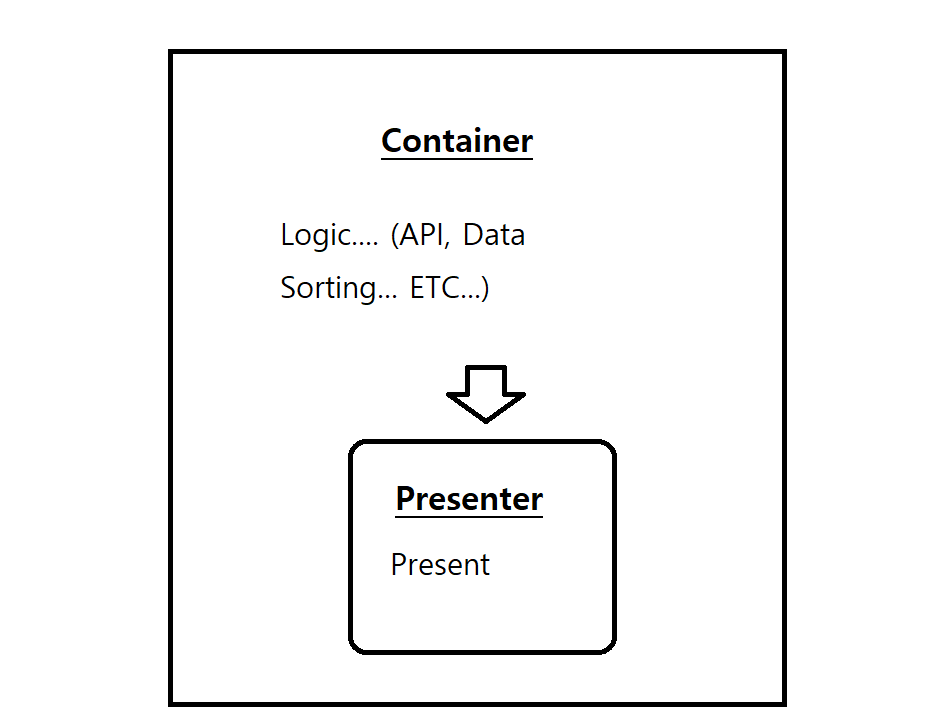 Container
Logic.... (API, Data
Sorting... ETC...)
Presenter
Present